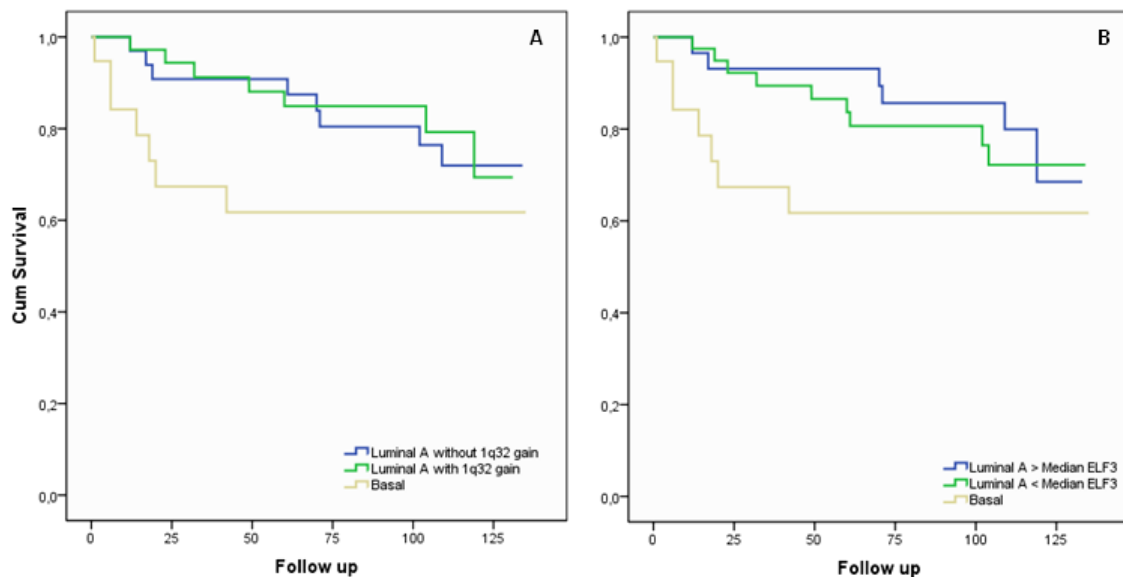 A
Cum Survival
1,0
0,8
0,6
0,4
0,2
0,0
Luminal A without 1q32 gain
Luminal A with 1q32 gain
Basal
0 25 50 75 100 125
Follow up
B
1,0
0,8
0,6
0,4
0,2
0,0
Luminal A > Median ELF3
Luminal A < Median ELF3
Basal
0 25 50 75 100 125
Follow up